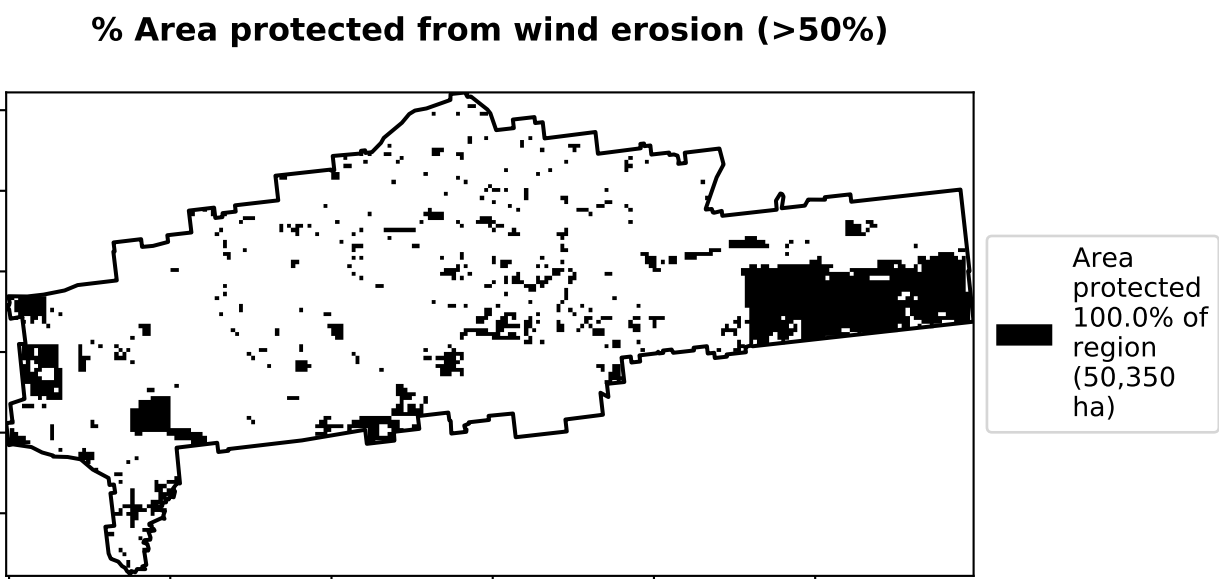 % Area protected from wind erosion (>50%)
Area
protected
100.0% of
region
(50,350
ha)